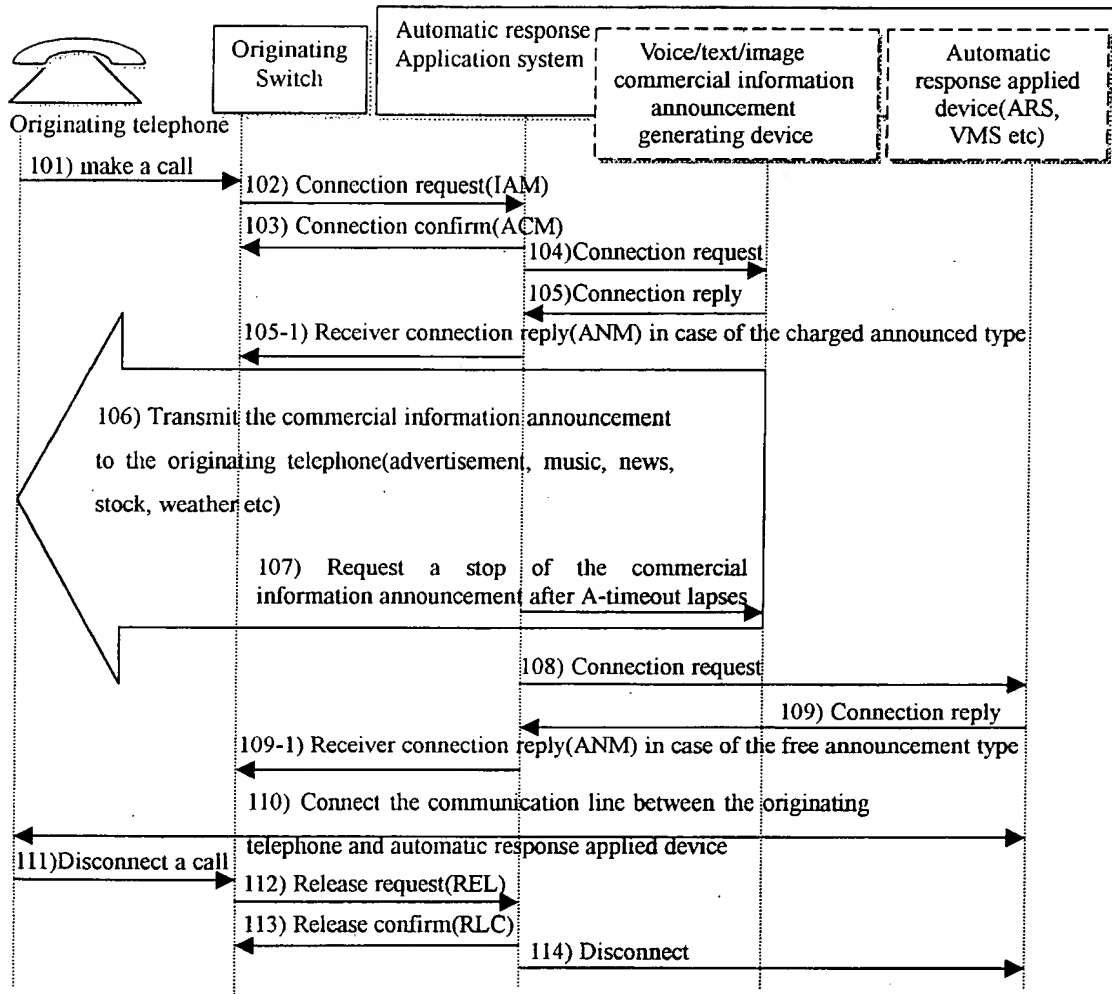 Originating telephone
Originating
Switch
Automatic response
Application system
Voice/text/image
commercial information
announcement
generating device
Automatic
response applied
device(ARS,
VMS etc)
101) make a call
102) Connection request(IAM)
103) Connection confirm(ACM)
104)Connection request
105)Connection reply
105-1) Receiver connection reply(ANM) in case of the charged announced type
106) Transmit the commercial information announcement
to the originating telephone(advertisement, music, news,
stock, weather etc)
107) Request a stop of the commercial
information announcement after A-timeout lapses
108) Connection request
109) Connection reply
109-1) Receiver connection reply(ANM) in case of the free announcement type
110) Connect the communication line between the originating
telephone and automatic response applied device
111)Disconnect a call
112) Release request(REL)
113) Release confirm(RLC)
114) Disconnect